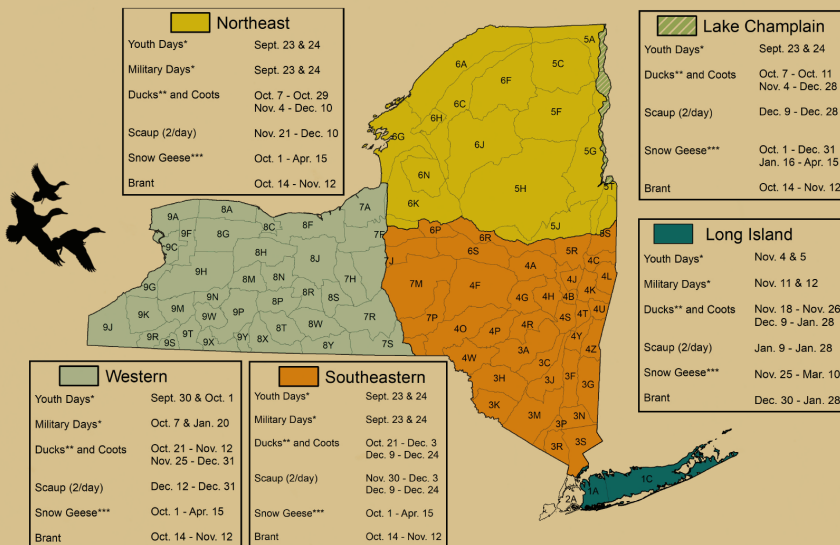 Northeast
Youth Days* Sept. 23 & 24
Military Days* Sept. 23 & 24
Ducks** and Coots Oct. 7 - Oct. 29
Nov. 4 - Dec. 10
Scaup (2/day) Nov. 21 - Dec. 10
Snow Geese*** Oct. 1 - Apr. 15
Brant Oct. 14 - Nov. 12
Lake Champlain
Youth Days* Sept. 23 & 24
Ducks** and Coots Oct. 7 - Oct. 11
Nov. 4 - Dec. 28
Scaup (2/day) Dec. 9 - Dec. 28
Snow Geese*** Oct. 1 - Dec. 31
Jan. 16 - Apr. 15
Brant Oct. 14 - Nov. 12
Long Island
Youth Days* Nov. 4 & 5
Military Days* Nov. 11 & 12
Ducks** and Coots Nov. 18 - Nov. 26
Dec. 9 - Jan. 28
Scaup (2/day) Jan. 9 - Jan. 28
Snow Geese*** Nov. 25 - Mar. 10
Brant Dec. 30 - Jan. 28
Western
Youth Days* Sept. 30 & Oct. 1
Military Days* Oct. 7 & Jan. 20
Ducks** and Coots Oct. 21 - Nov. 12
Nov. 25 - Dec. 31
Scaup (2/day) Dec. 12 - Dec. 31
Snow Geese*** Oct. 1 - Apr. 15
Brant Oct. 14 - Nov. 12
Southeastern
Youth Days* Sept. 23 & 24
Military Days* Sept. 23 & 24
Ducks** and Coots Oct. 21 - Dec. 3
Dec. 9 - Dec. 24
Scaup (2/day) Nov. 30 - Dec. 3
Dec. 9 - Dec. 24
Snow Geese*** Oct. 1 - Apr. 15
Brant Oct. 14 - Nov. 12
5A
6A
5C
6F
6C
5F
6H
6G
6J
5G
6N
5H
5T
6K
5J
5S
7A
8A
9A
8C
8F
9F
8G
7F
9C
8H
8J
7J
9H
8M
8N
7H
9G
8R
8S
9N
8P
9M
9K
9W
9P
7R
9J
8T
8W
9T
9R
9S
9X
9Y
8X
8Y
7S
6P
6R
6S
5R
4C
4A
4L
7M
4F
4J
4K
4G
4H
4B
4U
7P
4S
4T
4O
4P
4R
4Y
4Z
4W
3A
3C
3H
3J
3F
3G
3K
3M
3N
3P
3R
3S
2A
1A
1C